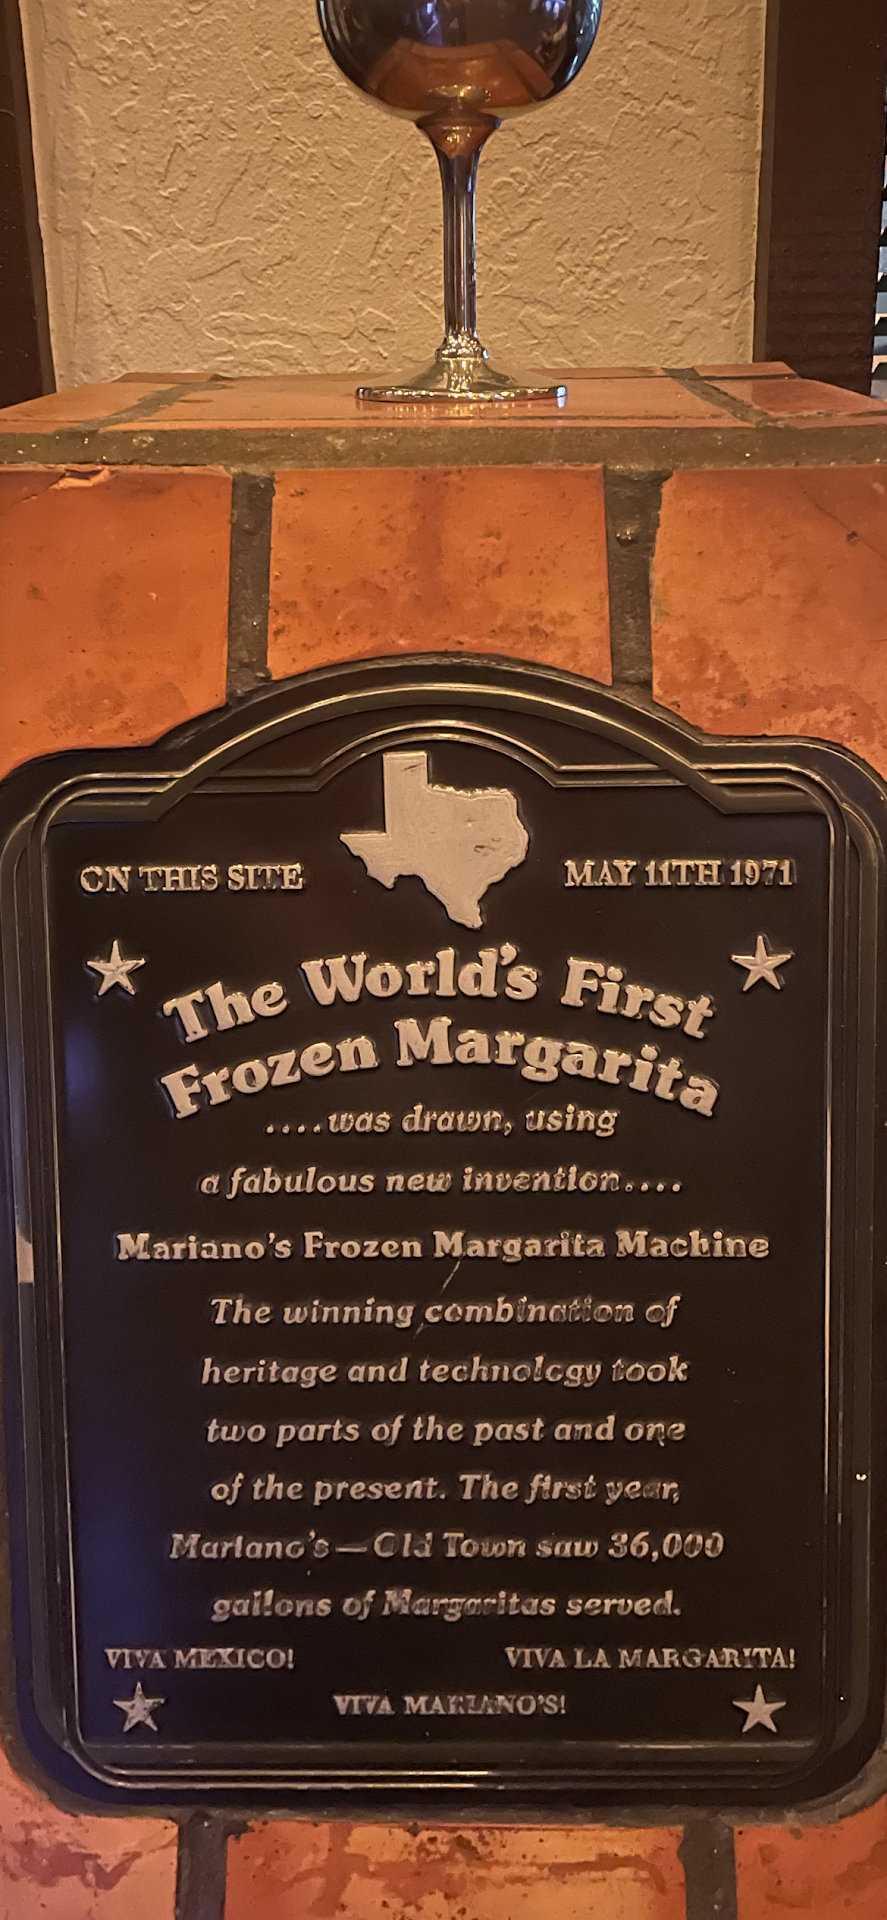 ON THIS SITE MAY 11TH 1971
The World's First
Frozen Margarita
....was drawn, using
a fabulous new invention....
Mariano's Frozen Margarita Machine
The winning combination of
heritage and technology took
two parts of the past and one
of the present. The first year,
Mariano's—Old Town saw 36,000
gallons of Margaritas served.
VIVA MEXICO! VIVA LA MARGARITA!
VIVA MARIANO'S!